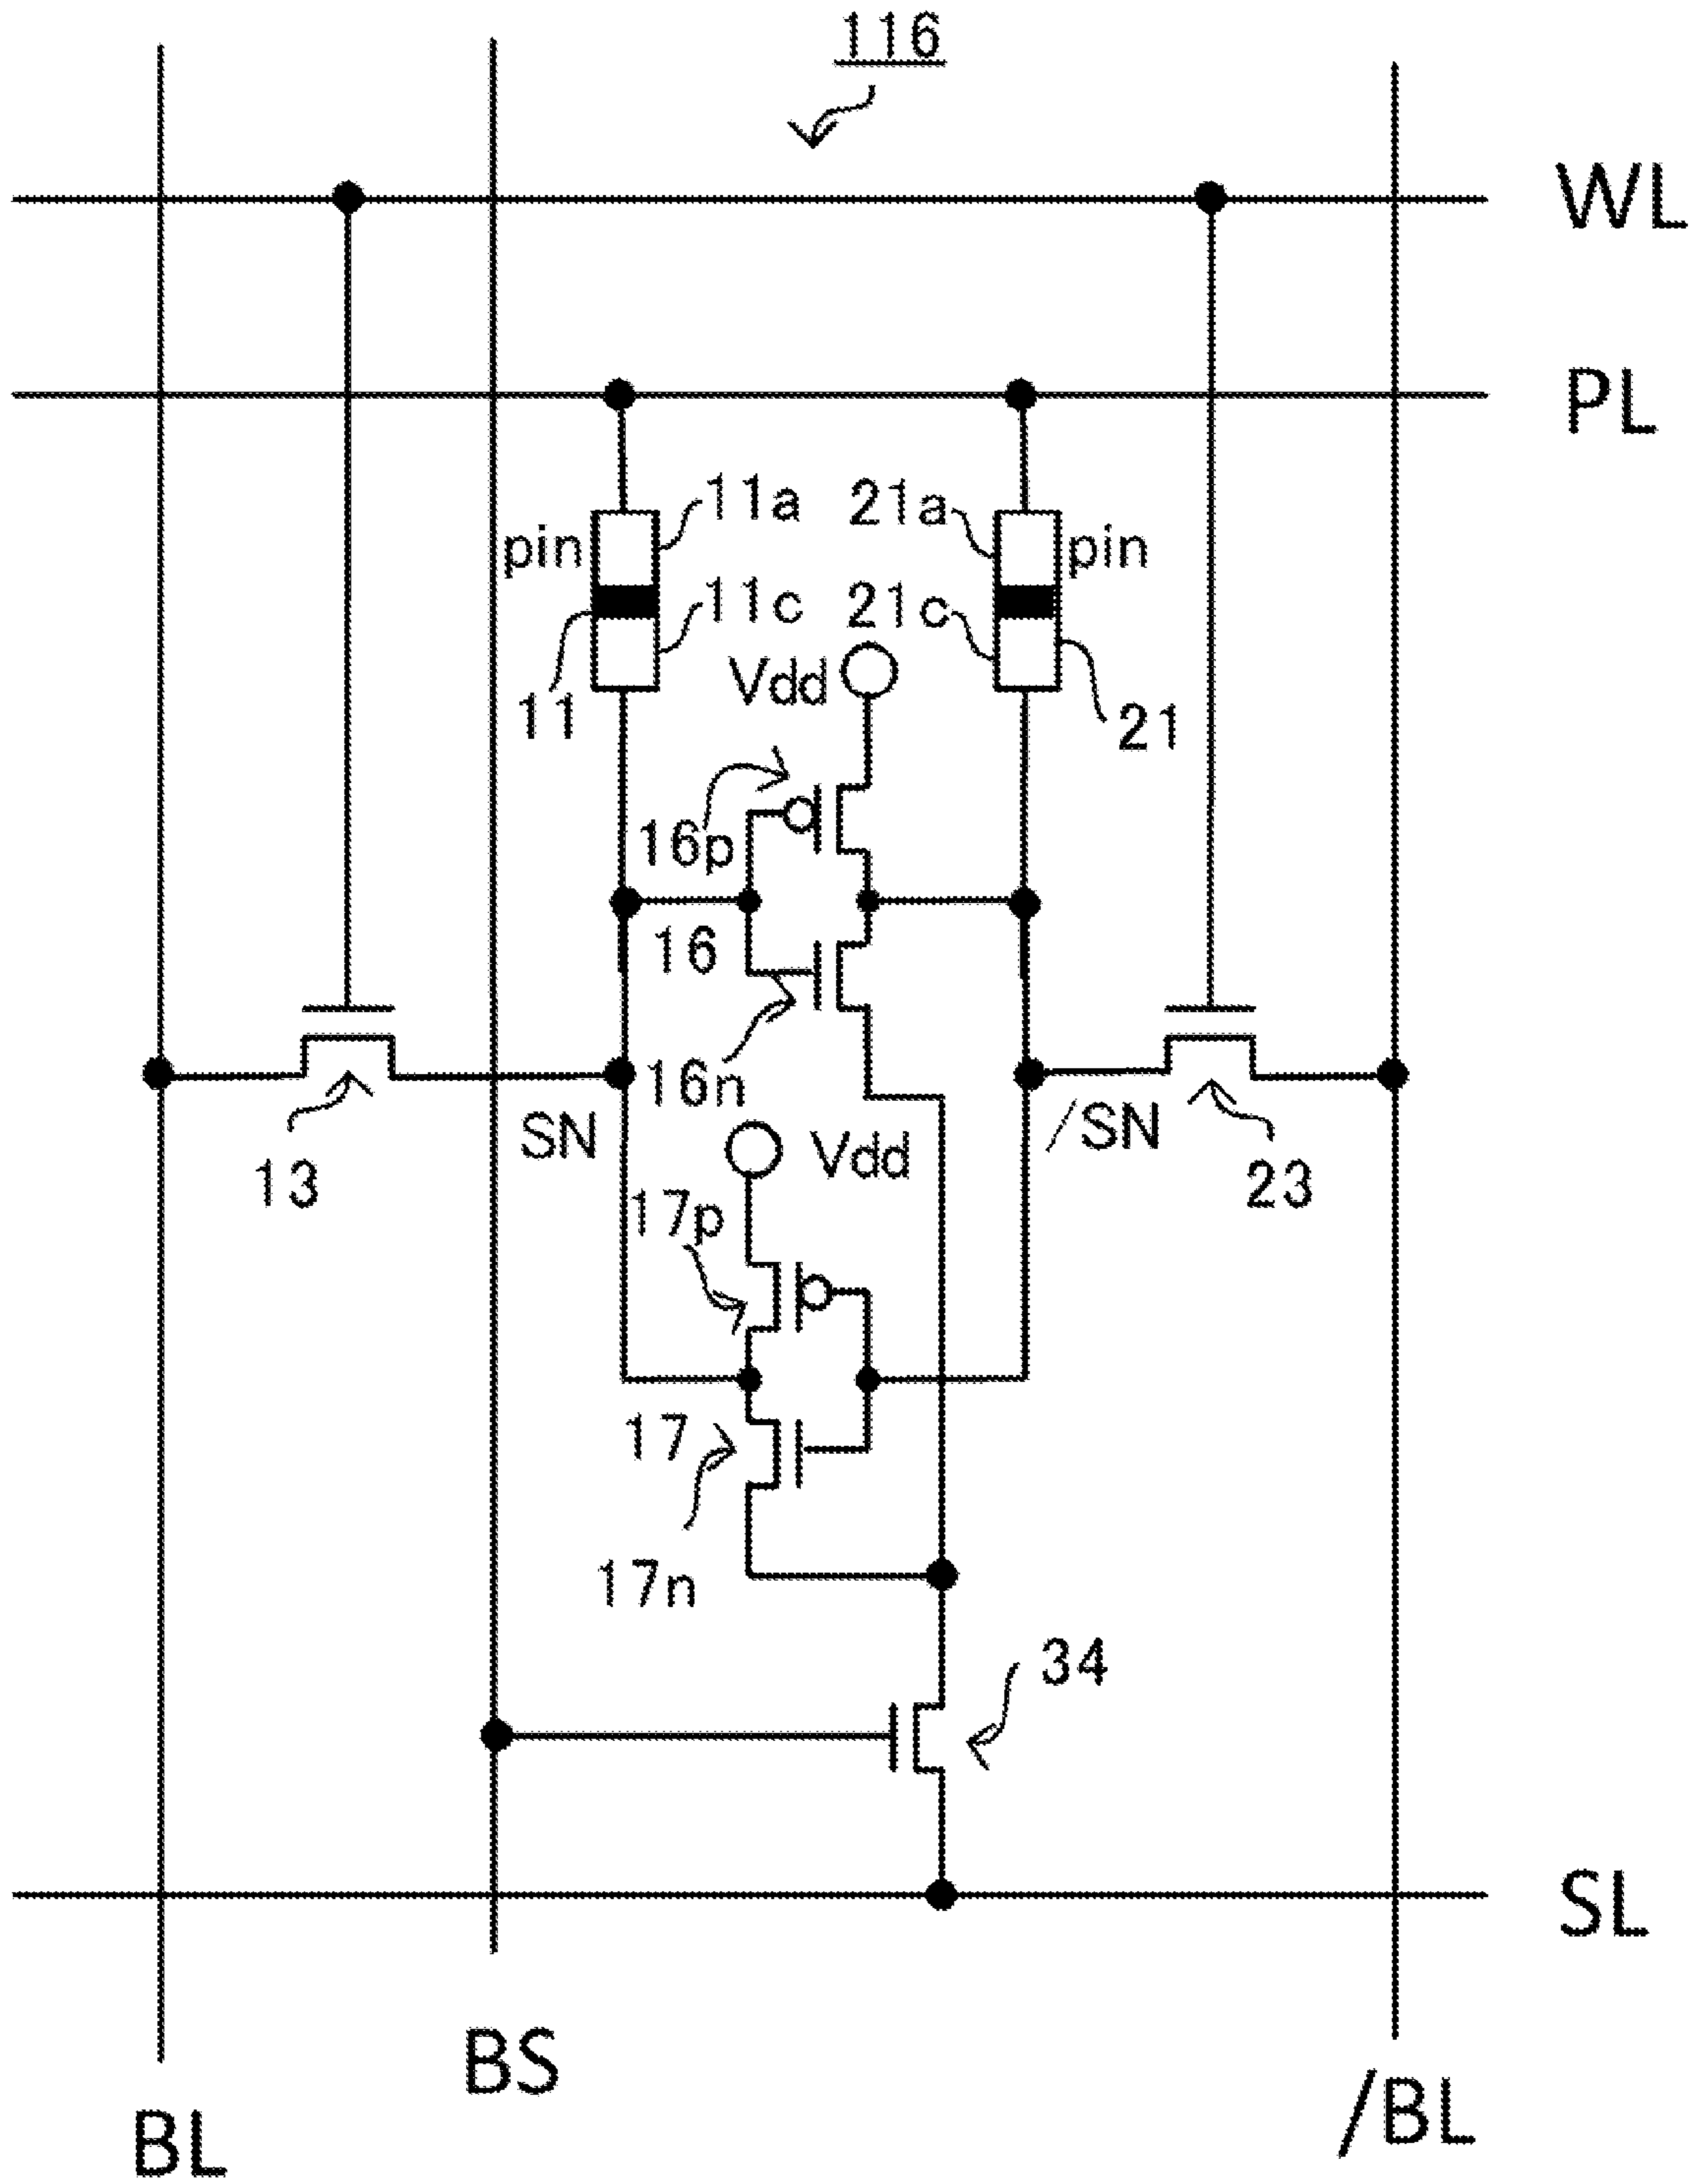 116
WL
PL
11a 21a
pin pin
11c 21c
Vdd
11 21
16p
16
16n
SN /SN
13 Vdd 23
17p
17
17n
34
SL
BS
BL /BL